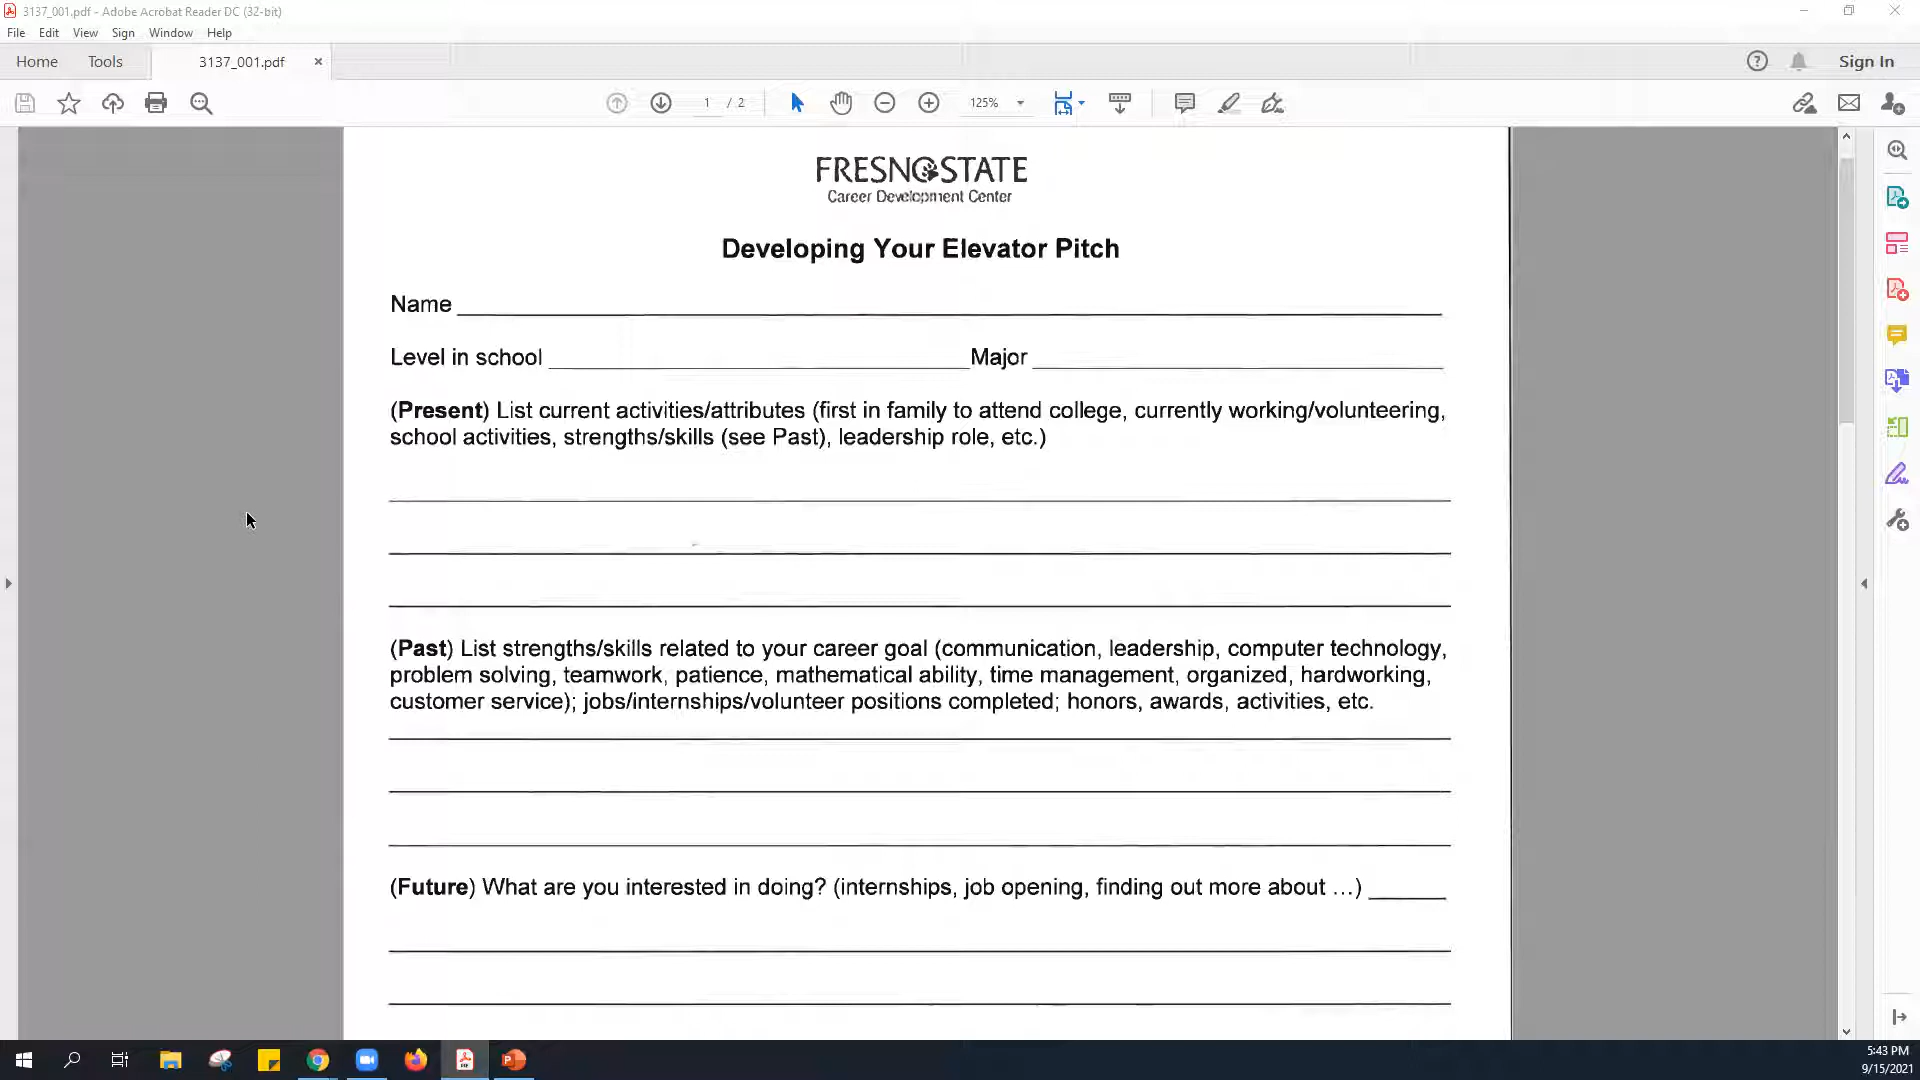 3137_001.pdf - Adobe Acrobat Reader DC (32-bit)
File Edit View Sign Window Help
Home Tools 3137_001.pdf Sign In
1 / 2 125%
FRESNO STATE
Career Development Center
Developing Your Elevator Pitch
Name
Level in school Major
(Present) List current activities/attributes (first in family to attend college, currently working/volunteering,
school activities, strengths/skills (see Past), leadership role, etc.)
(Past) List strengths/skills related to your career goal (communication, leadership, computer technology,
problem solving, teamwork, patience, mathematical ability, time management, organized, hardworking,
customer service); jobs/internships/volunteer positions completed; honors, awards, activities, etc.
(Future) What are you interested in doing? (internships, job opening, finding out more about ...)
5:43 PM
9/15/2021